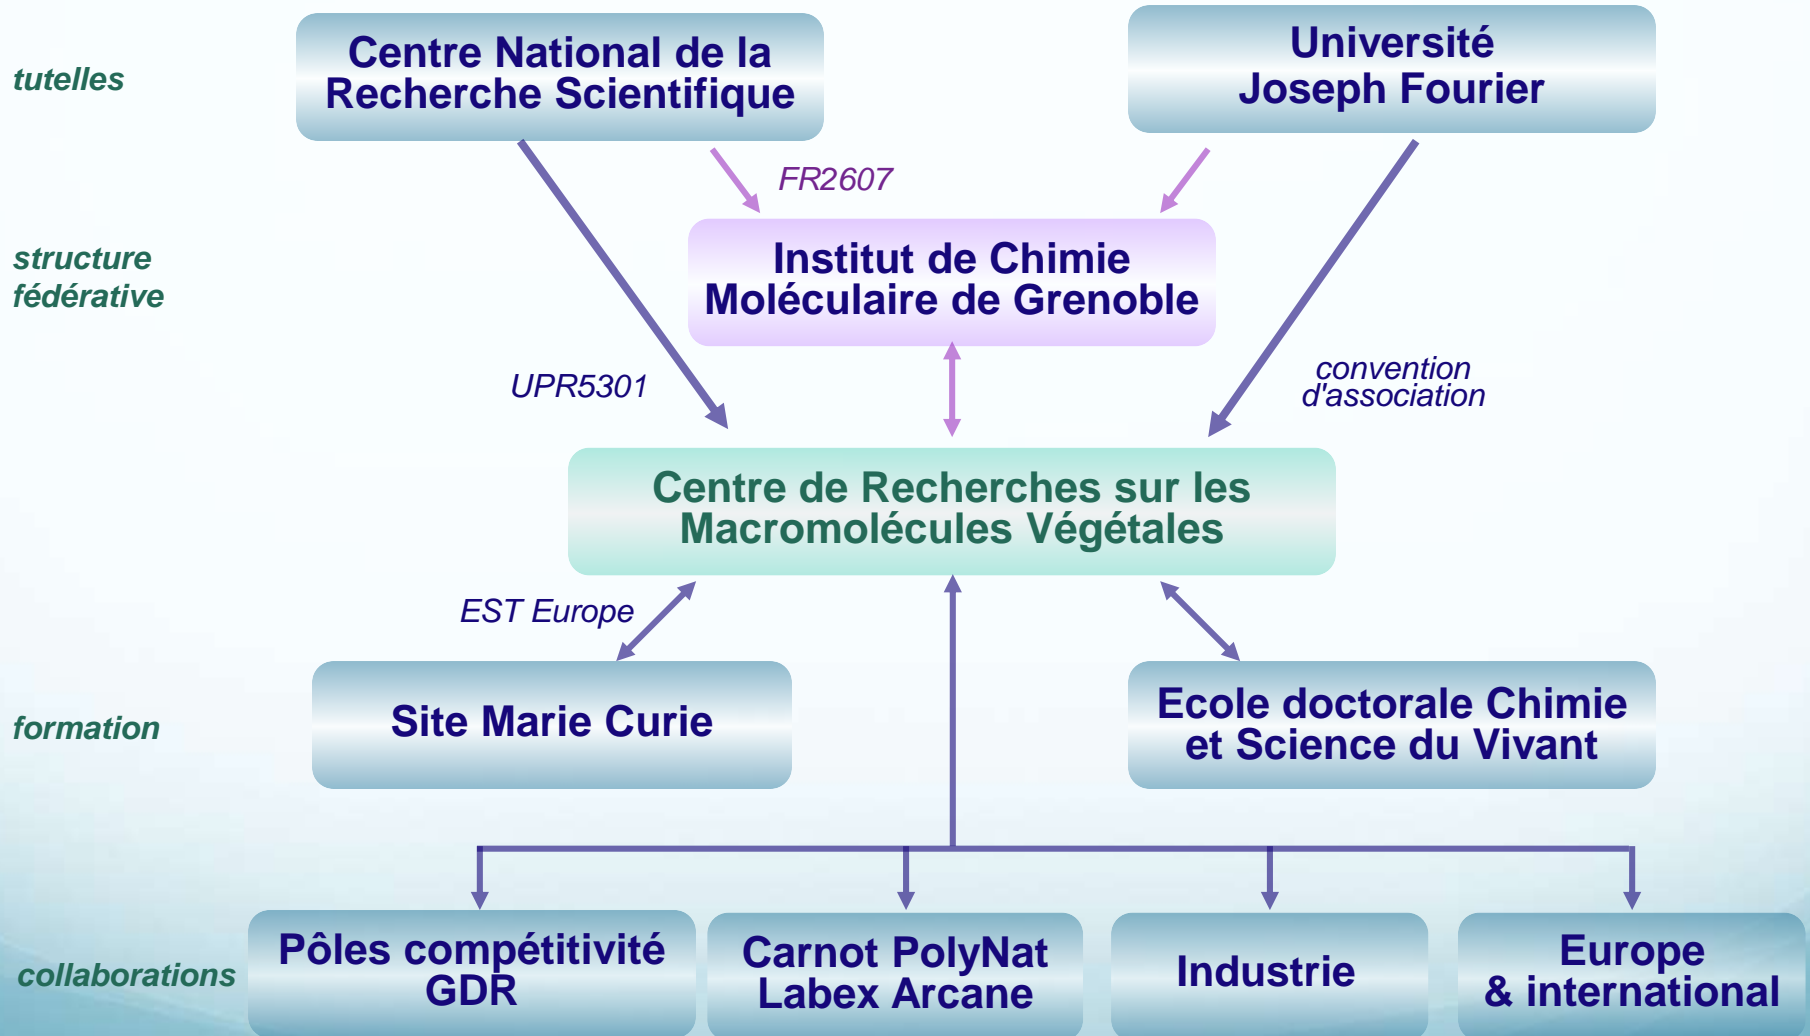 tutelles
Centre National de la
Recherche Scientifique
Université
Joseph Fourier
FR2607
structure
fédérative
Institut de Chimie
Moléculaire de Grenoble
UPR5301
convention
d'association
Centre de Recherches sur les
Macromolécules Végétales
EST Europe
formation
Site Marie Curie
Ecole doctorale Chimie
et Science du Vivant
collaborations
Pôles compétitivité
GDR
Carnot PolyNat
Labex Arcane
Industrie
Europe
& international